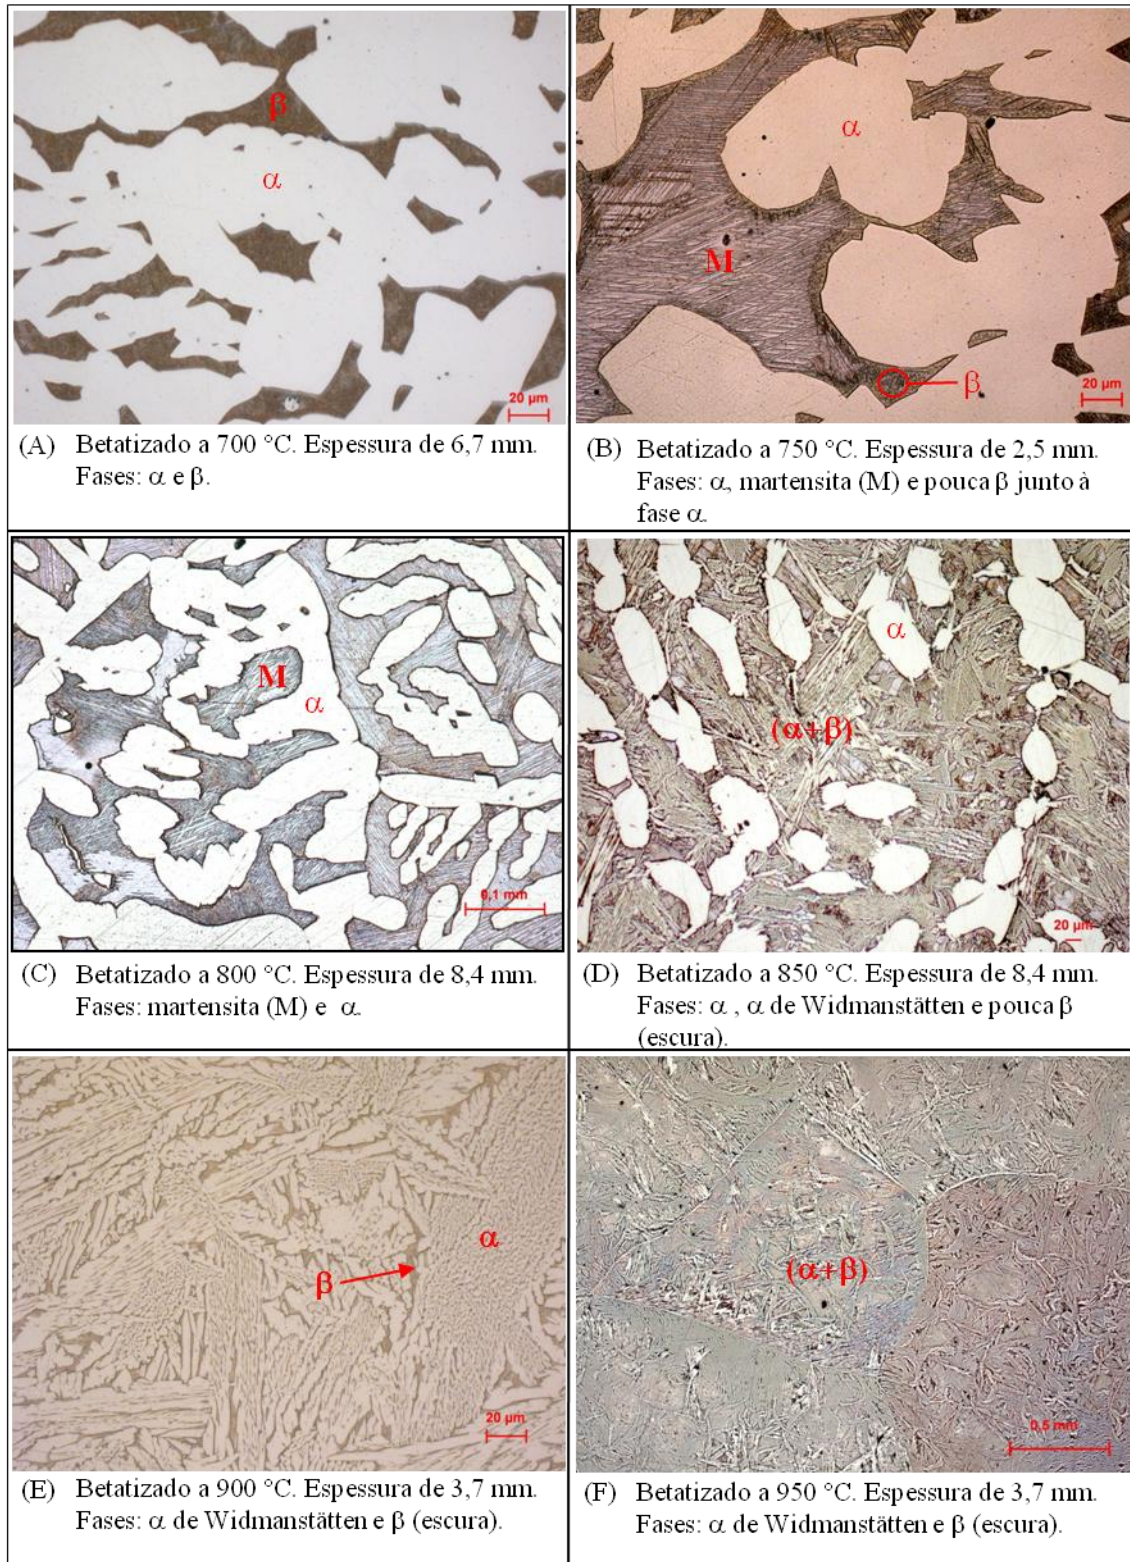 β
α
20 µm
(A) Betatizado a 700 °C. Espessura de 6,7 mm.
Fases: α e β.
α
M
β
20 µm
(B) Betatizado a 750 °C. Espessura de 2,5 mm.
Fases: α, martensita (M) e pouca β junto à
fase α.
M
α
0,1 mm
(C) Betatizado a 800 °C. Espessura de 8,4 mm.
Fases: martensita (M) e α.
α
(α+β)
20 µm
(D) Betatizado a 850 °C. Espessura de 8,4 mm.
Fases: α , α de Widmanstätten e pouca β
(escura).
α
β
20 µm
(E) Betatizado a 900 °C. Espessura de 3,7 mm.
Fases: α de Widmanstätten e β (escura).
(α+β)
0,5 mm
(F) Betatizado a 950 °C. Espessura de 3,7 mm.
Fases: α de Widmanstätten e β (escura).